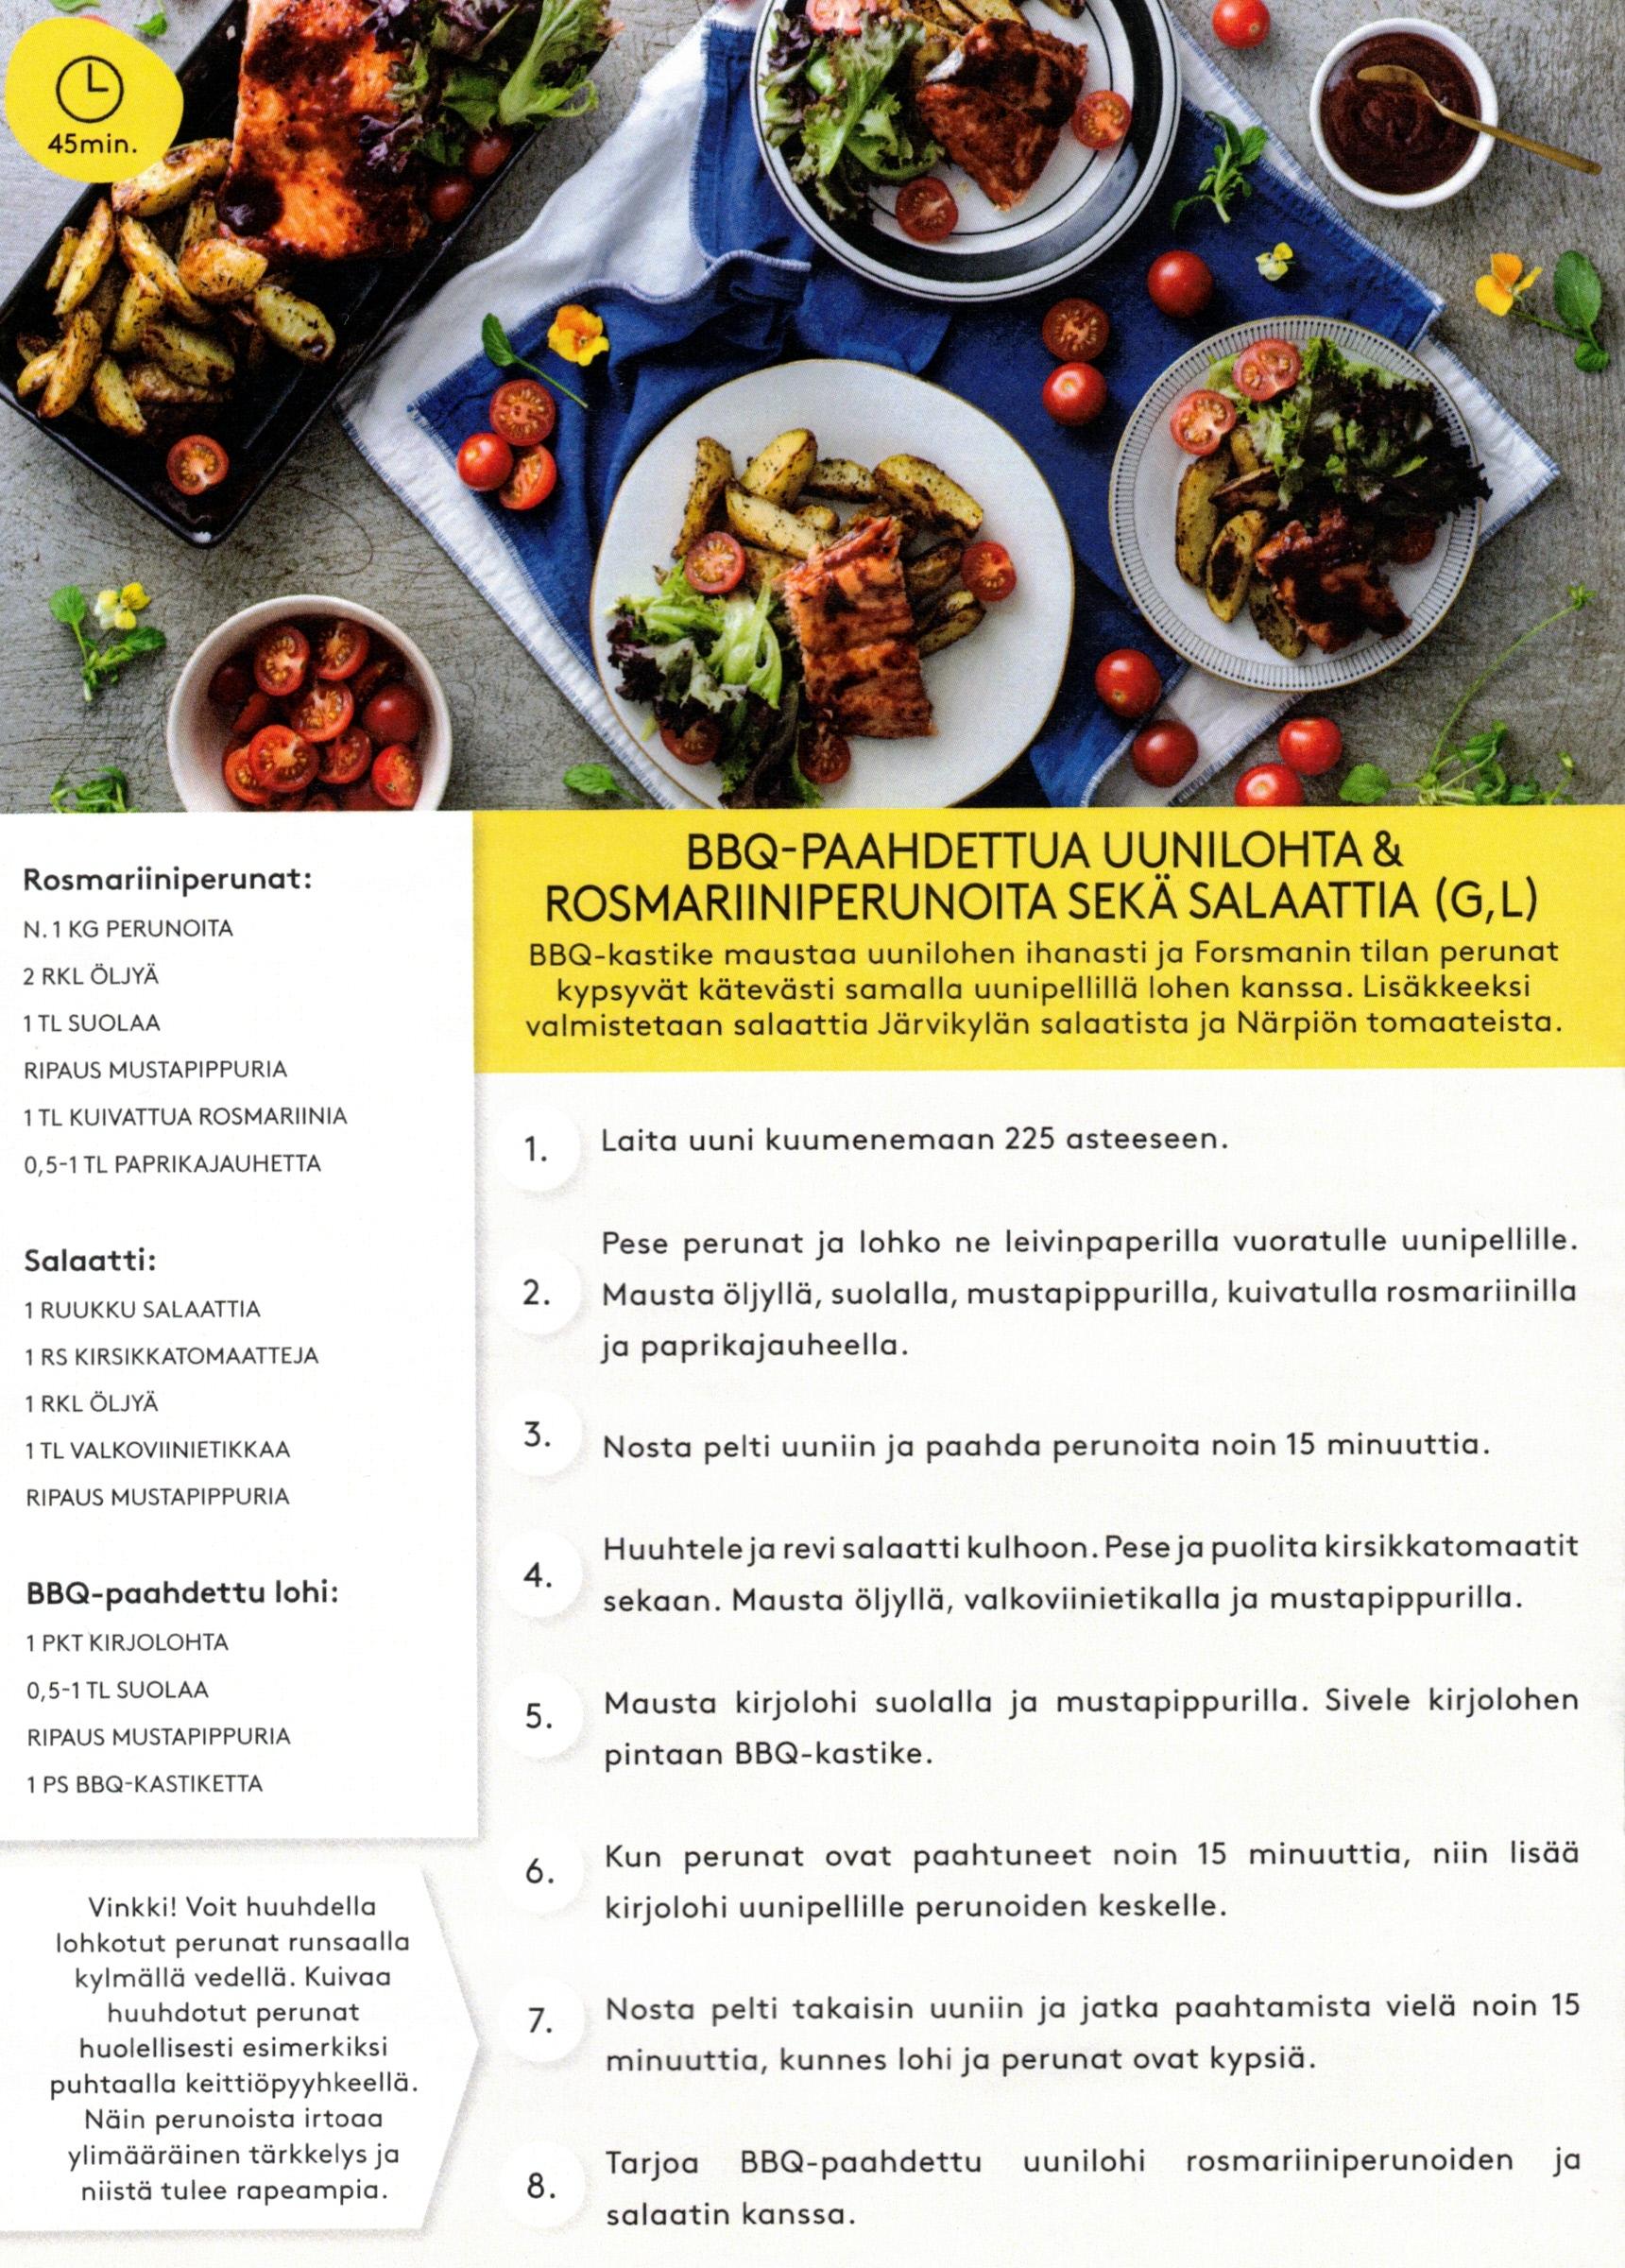 45min.
BBQ-PAAHDETTUA UUNILOHTA &
ROSMARIINIPERUNOITA SEKÄ SALAATTIA (G,L)
BBQ-kastike maustaa uunilohen ihanasti ja Forsmanin tilan perunat
kypsyvät kätevästi samalla uunipellillä lohen kanssa. Lisäkkeeksi
valmistetaan salaattia Järvikylän salaatista ja Närpiön tomaateista.
Rosmariiniperunat:
N. 1 KG PERUNOITA
2 RKL ÖLJYÄ
1 TL SUOLAA
RIPAUS MUSTAPIPPURIA
1 TL KUIVATTUA ROSMARIINIA
0,5-1 TL PAPRIKAJAUHETTA
Salaatti:
1 RUUKKU SALAATTIA
1 RS KIRSIKKATOMAATTEJA
1 RKL ÖLJYÄ
1 TL VALKOVIINIETIKKAA
RIPAUS MUSTAPIPPURIA
BBQ-paahdettu lohi:
1 PKT KIRJOLOHTA
0,5-1 TL SUOLAA
RIPAUS MUSTAPIPPURIA
1 PS BBQ-KASTIKETTA
Vinkki! Voit huuhdella
lohkotut perunat runsaalla
kylmällä vedellä. Kuivaa
huuhdotut perunat
huolellisesti esimerkiksi
puhtaalla keittiöpyyhkeellä.
Näin perunoista irtoaa
ylimääräinen tärkkelys ja
niistä tulee rapeampia.
1. Laita uuni kuumenemaan 225 asteeseen.
2. Pese perunat ja lohko ne leivinpaperilla vuoratulle uunipellille.
Mausta öljyllä, suolalla, mustapippurilla, kuivatulla rosmariinilla
ja paprikajauheella.
3. Nosta pelti uuniin ja paahda perunoita noin 15 minuuttia.
4. Huuhtele ja revi salaatti kulhoon. Pese ja puolita kirsikkatomaatit
sekaan. Mausta öljyllä, valkoviinietikalla ja mustapippurilla.
5. Mausta kirjolohi suolalla ja mustapippurilla. Sivele kirjolohen
pintaan BBQ-kastike.
6. Kun perunat ovat paahtuneet noin 15 minuuttia, niin lisää
kirjolohi uunipellille perunoiden keskelle.
7. Nosta pelti takaisin uuniin ja jatka paahtamista vielä noin 15
minuuttia, kunnes lohi ja perunat ovat kypsiä.
8. Tarjoa BBQ-paahdettu uunilohi rosmariiniperunoiden ja
salaatin kanssa.